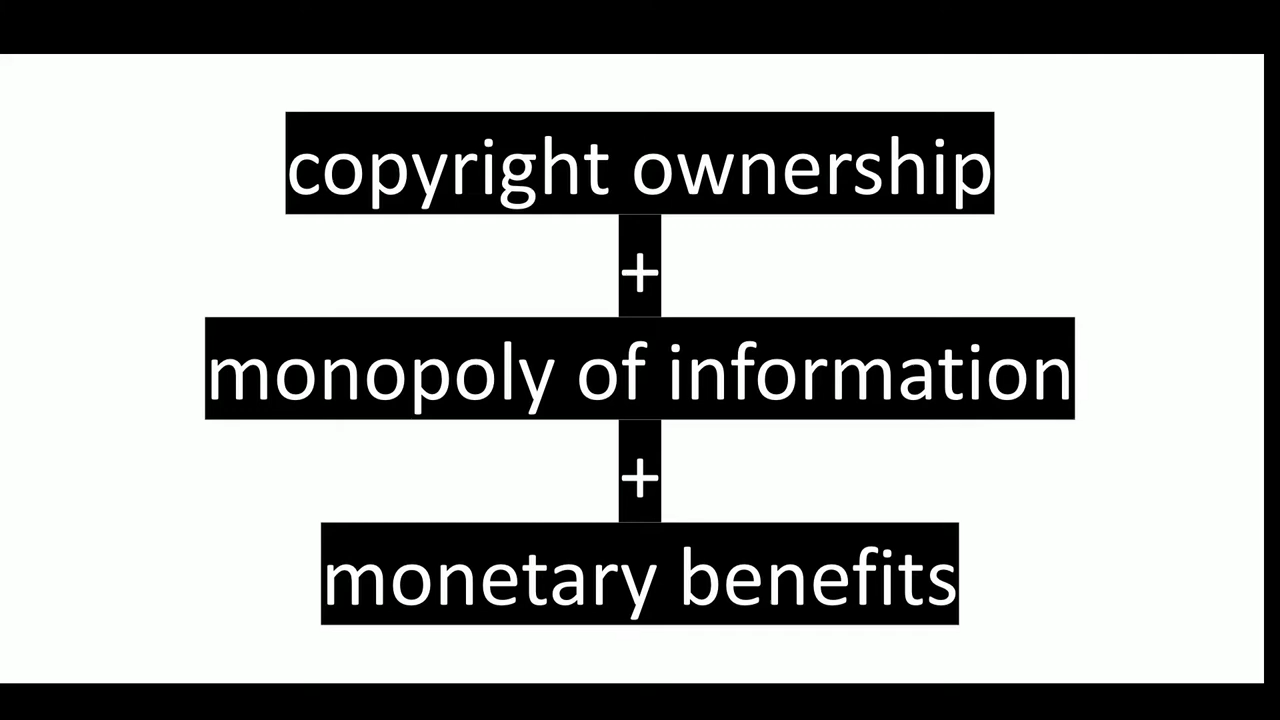 copyright ownership
+
monopoly of information
+
monetary benefits